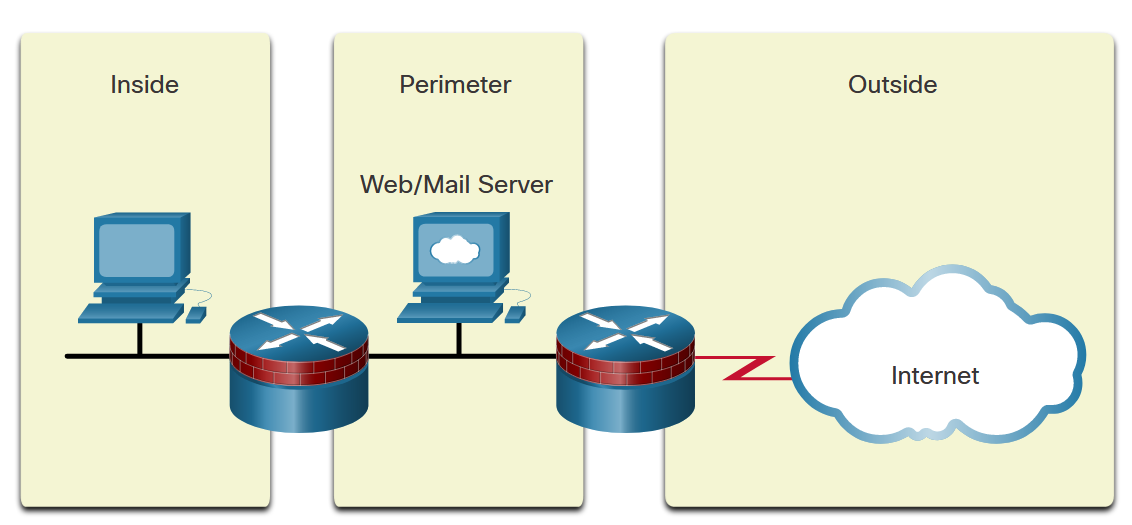 Inside
Perimeter
Outside
Web/Mail Server
Internet